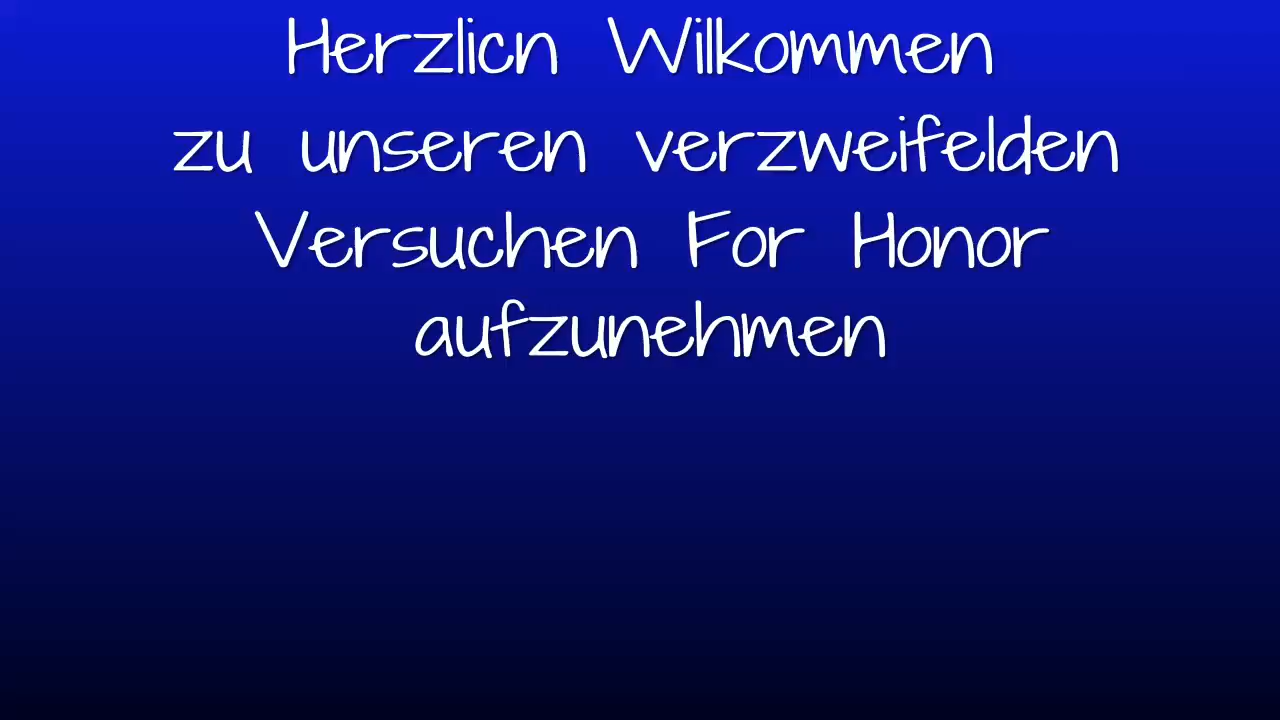 Herzlicn Wilkommen
zu unseren verzweifelden
Versuchen For Honor
aufzunehmen